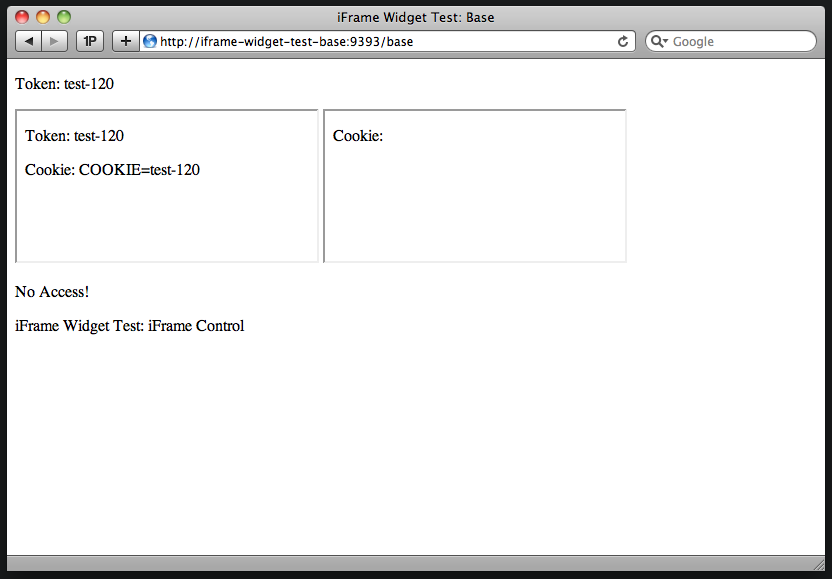 iFrame Widget Test: Base
1P
+
http://iframe-widget-test-base:9393/base
Google
Token: test-120
Token: test-120
Cookie: COOKIE=test-120
Cookie:
No Access!
iFrame Widget Test: iFrame Control